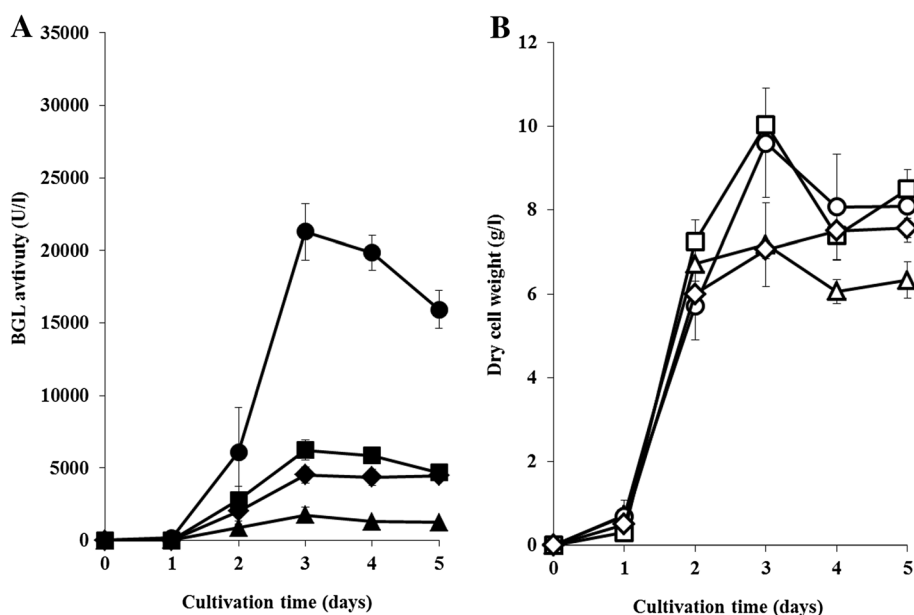 A
35000
30000
25000
20000
15000
10000
5000
0
BGL avtivuty (U/l)
0 1 2 3 4 5
Cultivation time (days)
B
12
10
8
6
4
2
0
Dry cell weight (g/l)
0 1 2 3 4 5
Cultivation time (days)